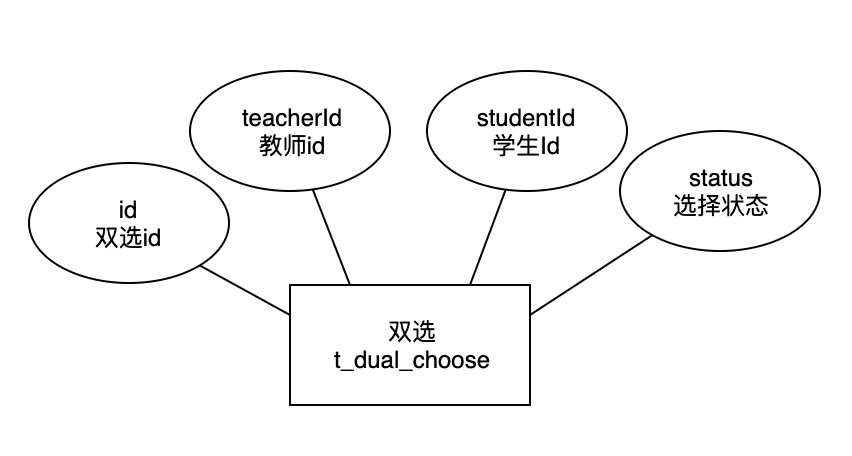 teacherId
教师id
studentId
学生Id
status
选择状态
id
双选id
双选
t_dual_choose